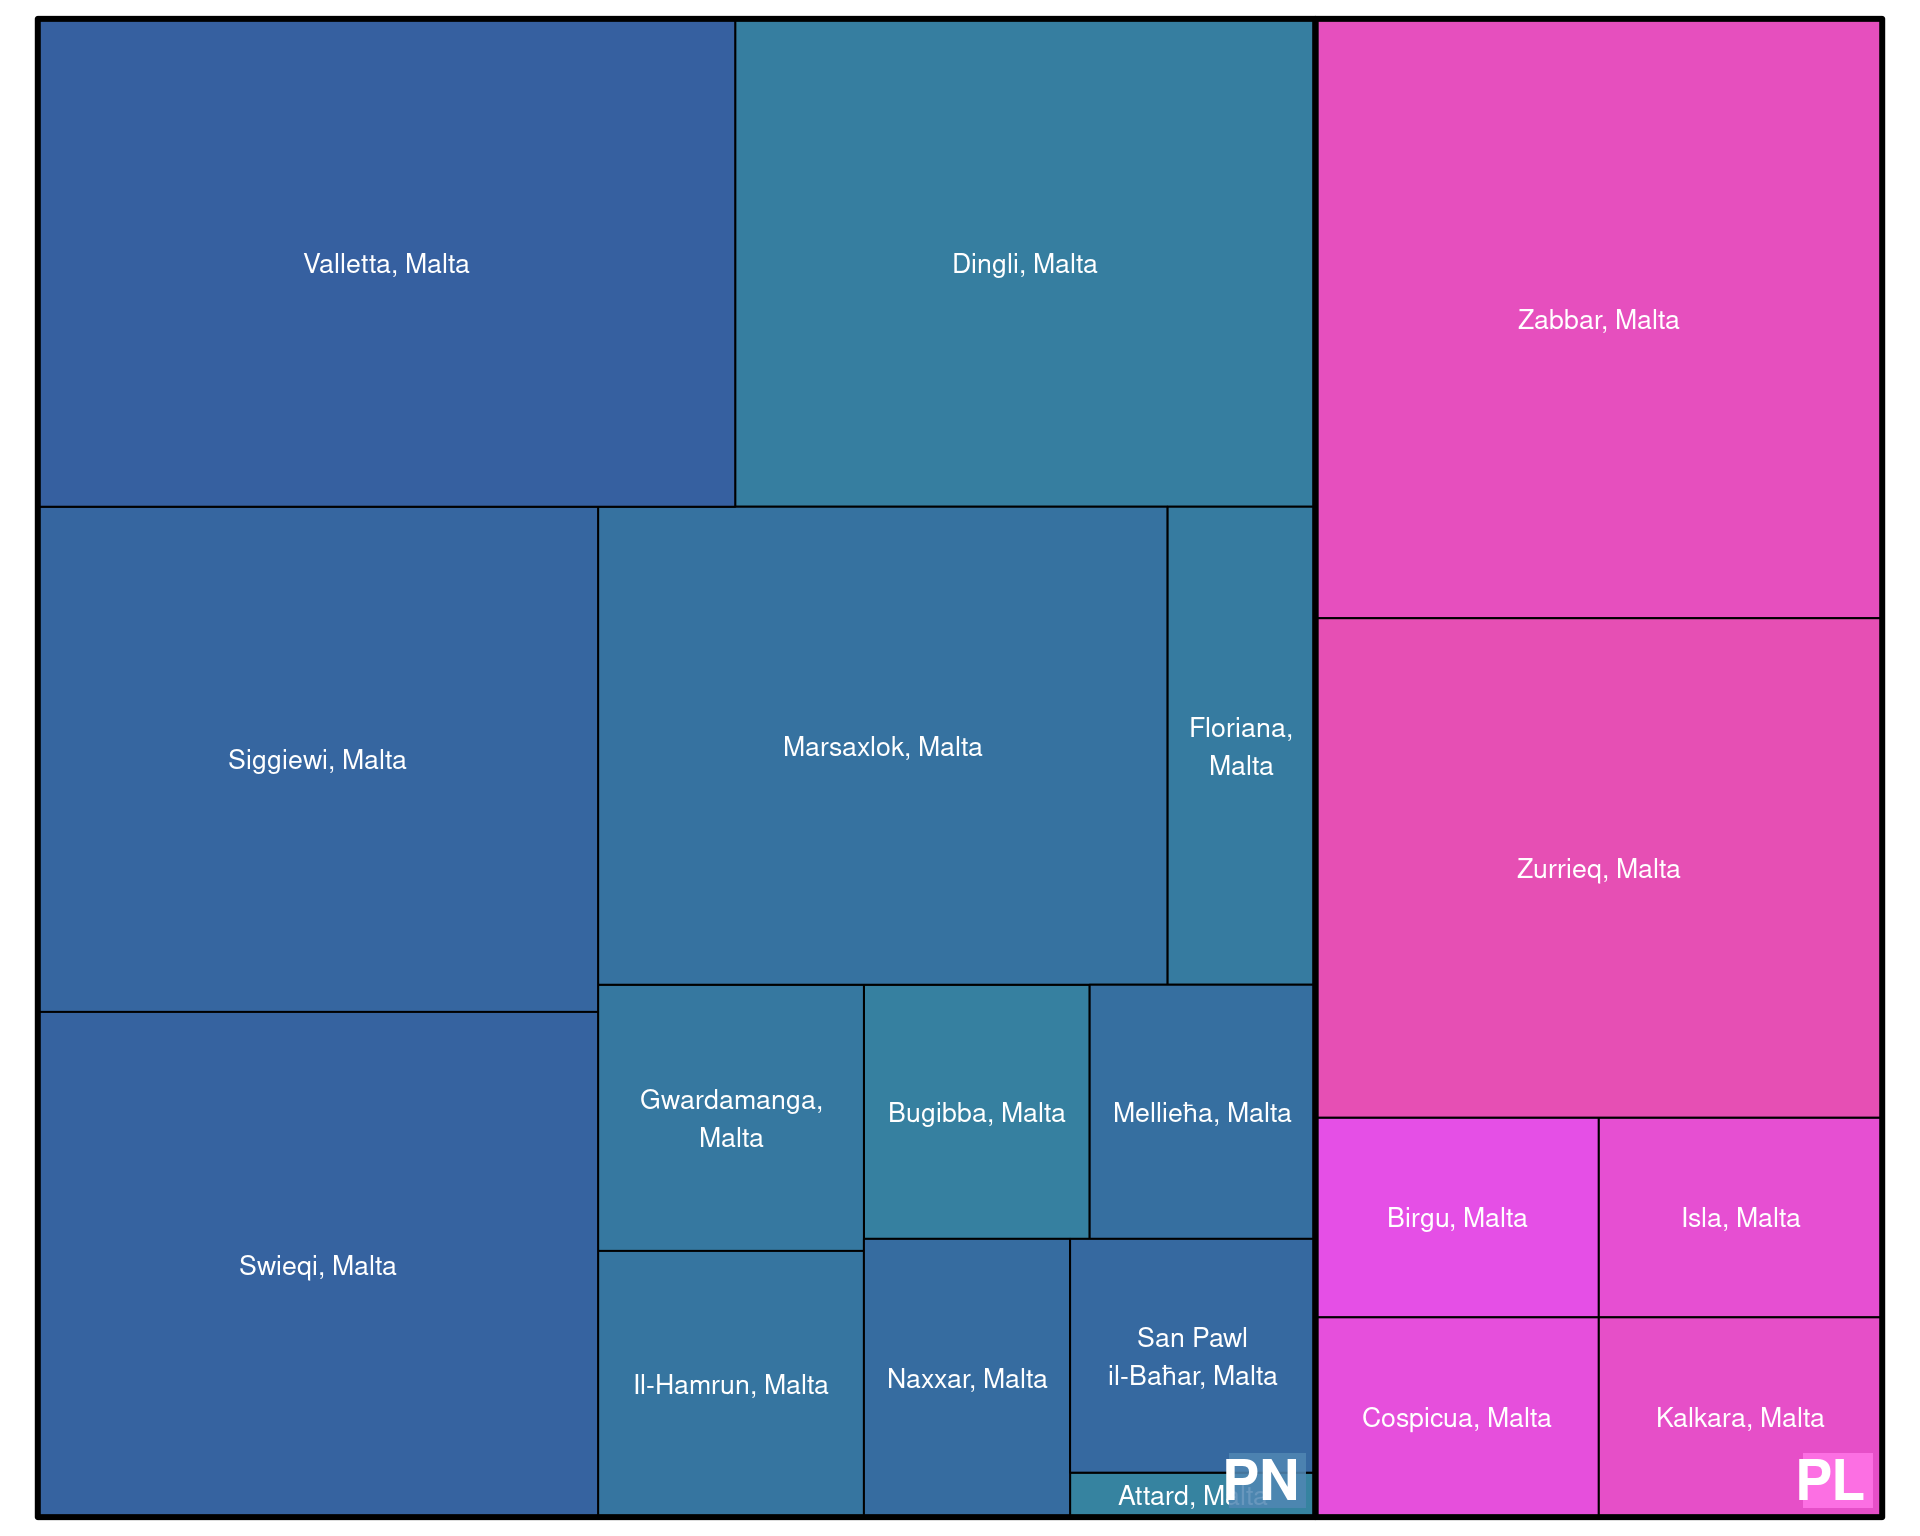 Valletta, Malta
Dingli, Malta
Zabbar, Malta
Siggiewi, Malta
Marsaxlok, Malta
Floriana,
Malta
Zurrieq, Malta
Swieqi, Malta
Gwardamanga,
Malta
Bugibba, Malta
Mellieħa, Malta
Il-Hamrun, Malta
Naxxar, Malta
San Pawl
il-Baħar, Malta
Attard, Malta
PN
Birgu, Malta
Isla, Malta
Cospicua, Malta
Kalkara, Malta
PL